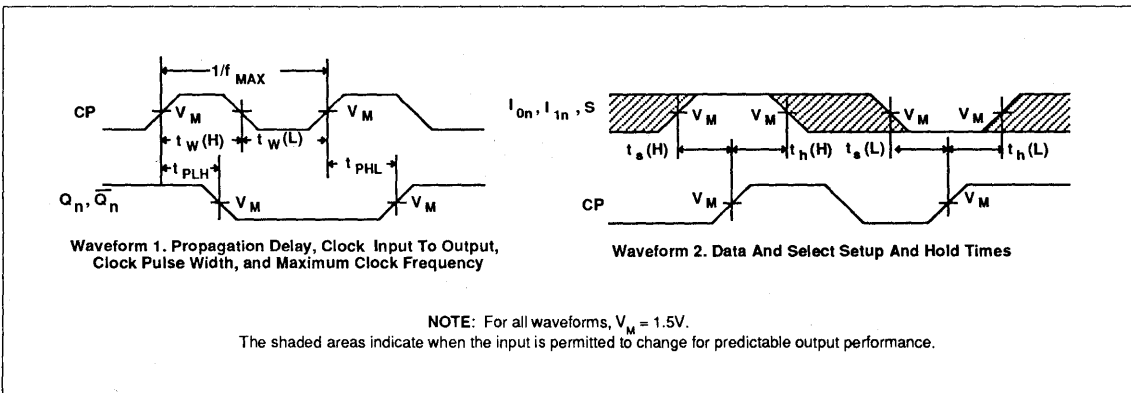 1/f MAX
CP
V M
V M
t W (H)
t W (L)
t PLH
t PHL
Q n, Q̅ n
V M
V M
Waveform 1. Propagation Delay, Clock Input To Output,
Clock Pulse Width, and Maximum Clock Frequency
I 0n, I 1n, S
V M
V M
V M
V M
t s (H)
t h (H)
t s (L)
t h (L)
CP
V M
V M
Waveform 2. Data And Select Setup And Hold Times
NOTE: For all waveforms, V M = 1.5V.
The shaded areas indicate when the input is permitted to change for predictable output performance.